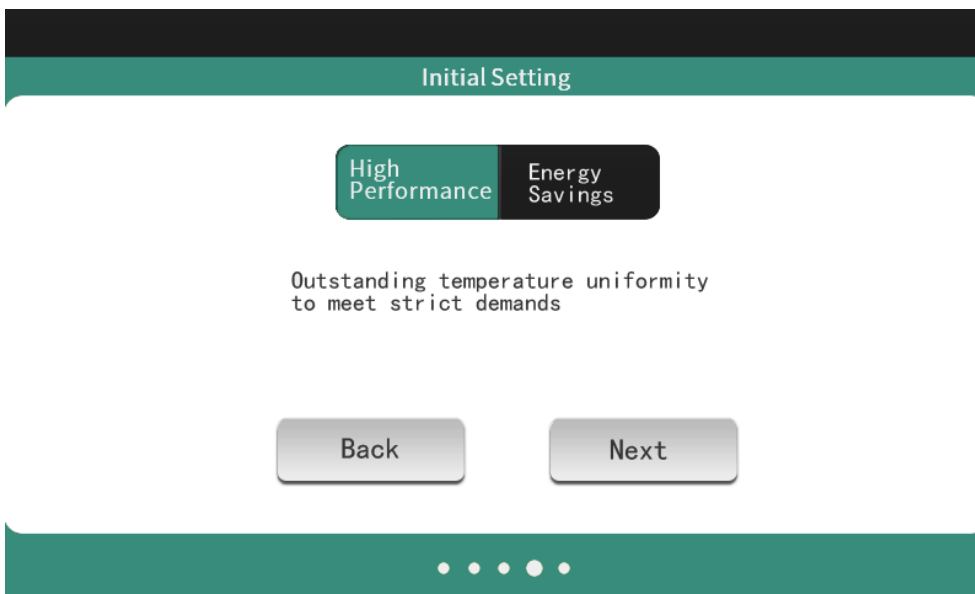 Initial Setting
High
Performance
Energy
Savings
Outstanding temperature uniformity
to meet strict demands
Back
Next